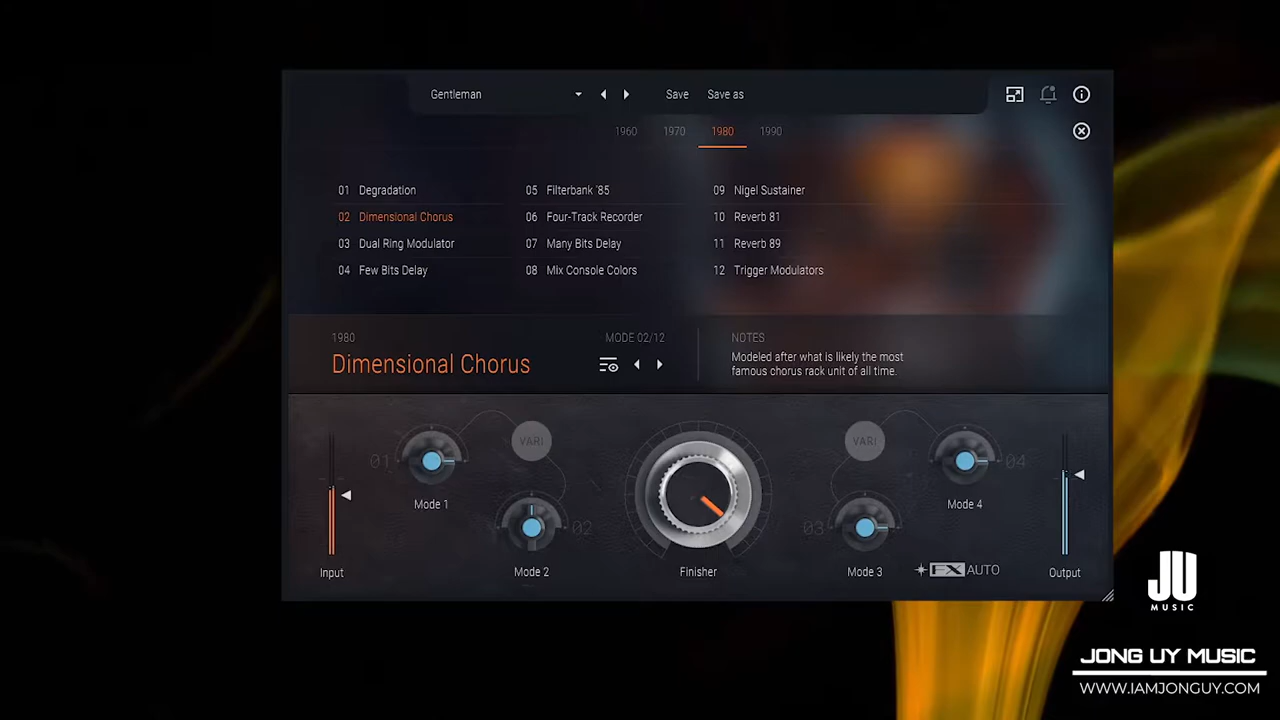 Gentleman
Save
Save as
1960
1970
1980
1990
01 Degradation
02 Dimensional Chorus
03 Dual Ring Modulator
04 Few Bits Delay
05 Filterbank '85
06 Four-Track Recorder
07 Many Bits Delay
08 Mix Console Colors
09 Nigel Sustainer
10 Reverb 81
11 Reverb 89
12 Trigger Modulators
1980
MODE 02/12
Dimensional Chorus
NOTES
Modeled after what is likely the most
famous chorus rack unit of all time.
01
Mode 1
VARI
02
Mode 2
Input
Finisher
VARI
03
Mode 3
04
Mode 4
FX AUTO
Output
JU
MUSIC
JONG UY MUSIC
WWW.IAMJONGUY.COM